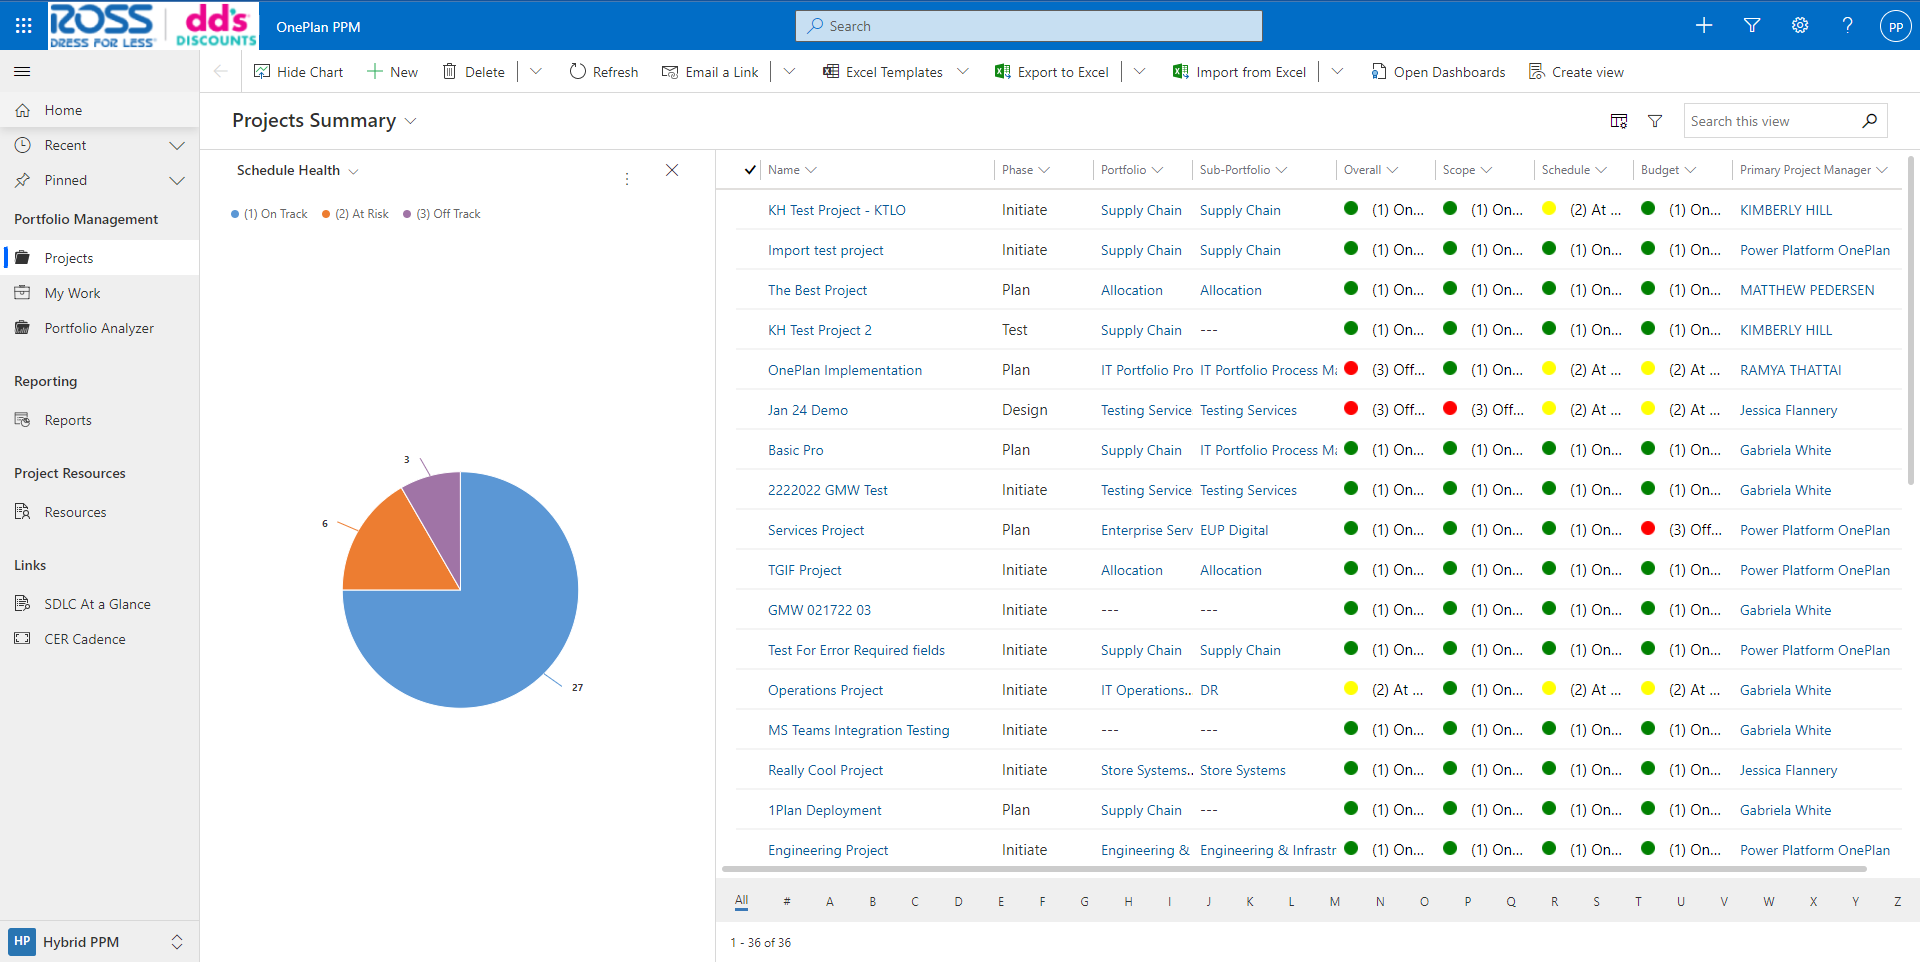 ROSS dd's
DRESS FOR LESS DISCOUNTS
OnePlan PPM
Search
PP
Home
Recent
Pinned
Portfolio Management
Projects
My Work
Portfolio Analyzer
Reporting
Reports
Project Resources
Resources
Links
SDLC At a Glance
CER Cadence
HP Hybrid PPM
Hide Chart New Delete Refresh Email a Link Excel Templates Export to Excel Import from Excel Open Dashboards Create view
Projects Summary
Search this view
Schedule Health
(1) On Track (2) At Risk (3) Off Track
3
6
27
Name Phase Portfolio Sub-Portfolio Overall Scope Schedule Budget Primary Project Manager
KH Test Project - KTLO Initiate Supply Chain Supply Chain (1) On... (1) On... (2) At ... (1) On... KIMBERLY HILL
Import test project Initiate Supply Chain Supply Chain (1) On... (1) On... (1) On... (1) On... Power Platform OnePlan
The Best Project Plan Allocation Allocation (1) On... (1) On... (1) On... (1) On... MATTHEW PEDERSEN
KH Test Project 2 Test Supply Chain --- (1) On... (1) On... (1) On... (1) On... KIMBERLY HILL
OnePlan Implementation Plan IT Portfolio Pro IT Portfolio Process Ma (3) Off... (1) On... (2) At ... (2) At ... RAMYA THATTAI
Jan 24 Demo Design Testing Service Testing Services (3) Off... (3) Off... (2) At ... (2) At ... Jessica Flannery
Basic Pro Plan Supply Chain IT Portfolio Process Ma (1) On... (1) On... (1) On... (1) On... Gabriela White
2222022 GMW Test Initiate Testing Service Testing Services (1) On... (1) On... (1) On... (1) On... Gabriela White
Services Project Plan Enterprise Serv EUP Digital (1) On... (1) On... (1) On... (3) Off... Power Platform OnePlan
TGIF Project Initiate Allocation Allocation (1) On... (1) On... (1) On... (1) On... Power Platform OnePlan
GMW 021722 03 Initiate --- --- (1) On... (1) On... (1) On... (1) On... Gabriela White
Test For Error Required fields Initiate Supply Chain Supply Chain (1) On... (1) On... (1) On... (1) On... Power Platform OnePlan
Operations Project Initiate IT Operations... DR (2) At ... (1) On... (2) At ... (2) At ... Gabriela White
MS Teams Integration Testing Initiate --- --- (1) On... (1) On... (1) On... (1) On... Gabriela White
Really Cool Project Initiate Store Systems.. Store Systems (1) On... (1) On... (1) On... (1) On... Jessica Flannery
1Plan Deployment Plan Supply Chain --- (1) On... (1) On... (1) On... (1) On... Gabriela White
Engineering Project Initiate Engineering & Engineering & Infrastr (1) On... (1) On... (1) On... (1) On... Power Platform OnePlan
All # A B C D E F G H I J K L M N O P Q R S T U V W X Y Z
1 - 36 of 36